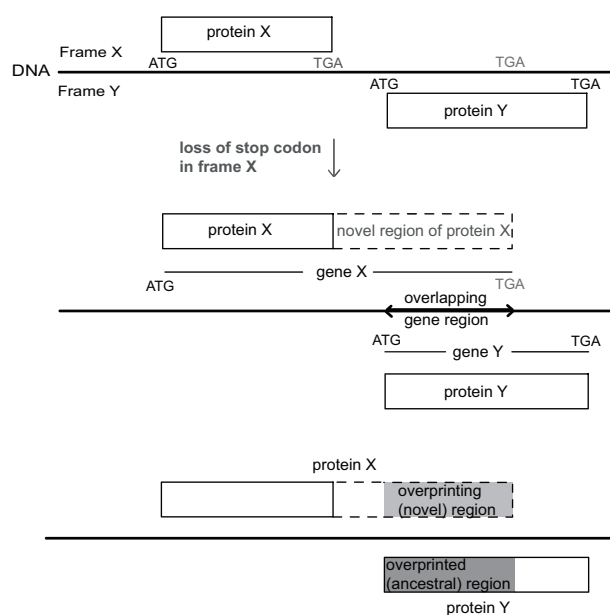 protein X
Frame X
ATG TGA TGA
DNA
Frame Y
ATG TGA
protein Y
loss of stop codon
in frame X
protein X novel region of protein X
gene X
ATG TGA
overlapping
gene region
ATG TGA
gene Y
protein Y
protein X
overprinting
(novel) region
overprinted
(ancestral) region
protein Y